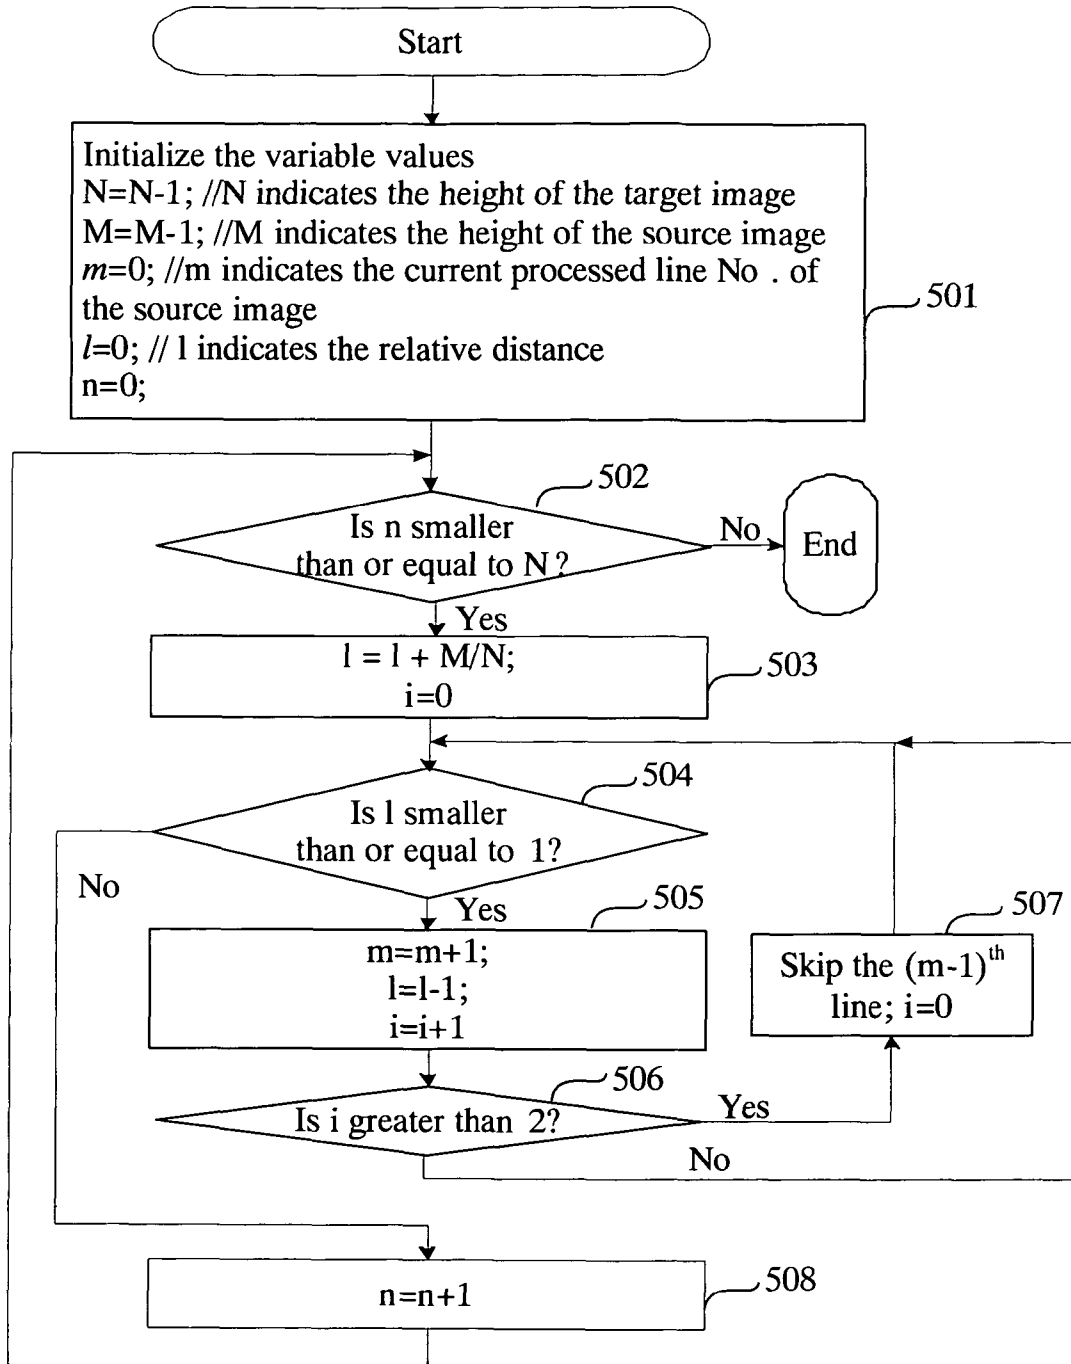 Start
Initialize the variable values
N=N-1; //N indicates the height of the target image
M=M-1; //M indicates the height of the source image
m=0; //m indicates the current processed line No . of
the source image
l=0; // l indicates the relative distance
n=0;
501
502
Is n smaller
than or equal to N?
No
End
Yes
l = l + M/N;
i=0
503
504
Is l smaller
than or equal to 1?
No
Yes
505
m=m+1;
l=l-1;
i=i+1
507
Skip the (m-1)th
line; i=0
506
Is i greater than 2?
Yes
No
n=n+1
508